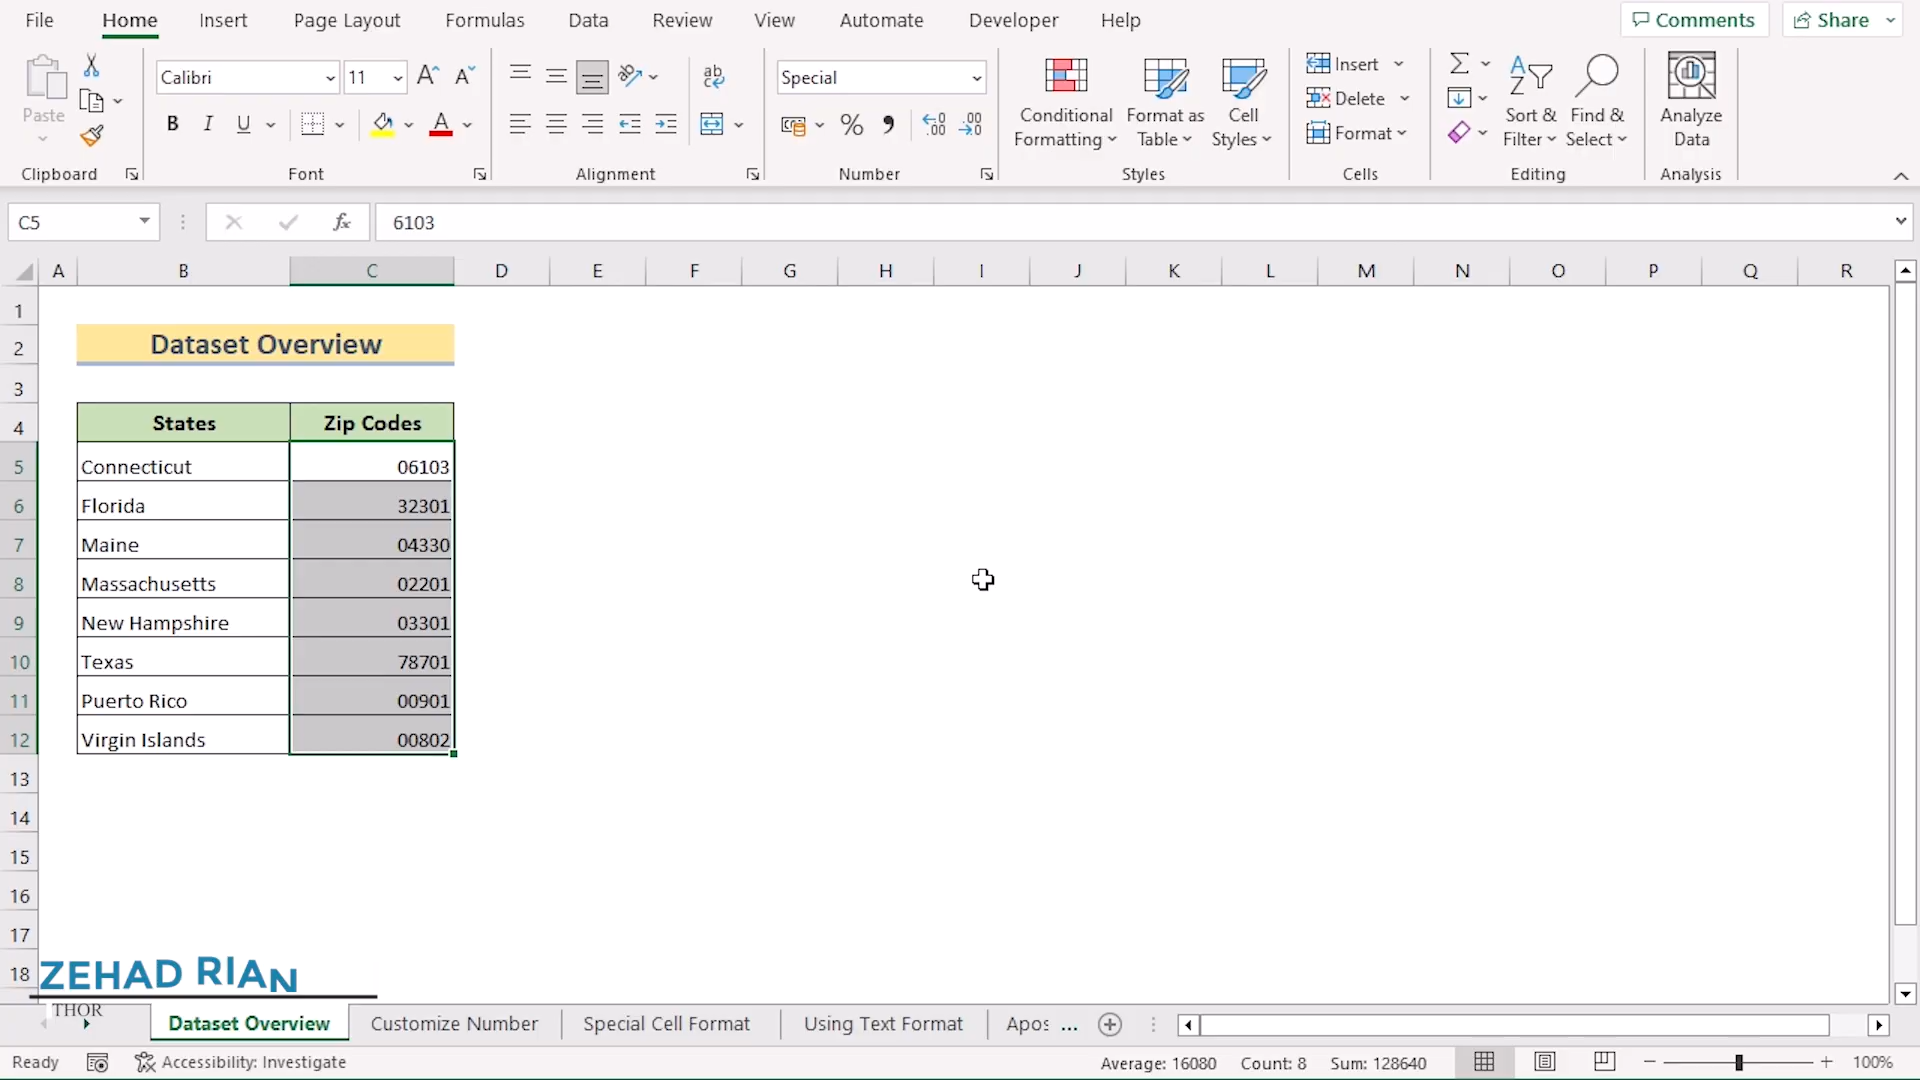 File Home Insert Page Layout Formulas Data Review View Automate Developer Help Comments Share
Paste Calibri 11 Special Conditional Formatting Format as Table Cell Styles Insert Delete Format Sort & Filter Find & Select Analyze Data
B I U
Clipboard Font Alignment Number Styles Cells Editing Analysis
C5 fx 6103
A B C D E F G H I J K L M N O P Q R
1
2 Dataset Overview
3
4 States Zip Codes
5 Connecticut 06103
6 Florida 32301
7 Maine 04330
8 Massachusetts 02201
9 New Hampshire 03301
10 Texas 78701
11 Puerto Rico 00901
12 Virgin Islands 00802
13
14
15
16
17
18
ZEHAD RIAN
THOR
Dataset Overview Customize Number Special Cell Format Using Text Format Apos ...
Ready Accessibility: Investigate Average: 16080 Count: 8 Sum: 128640 100%